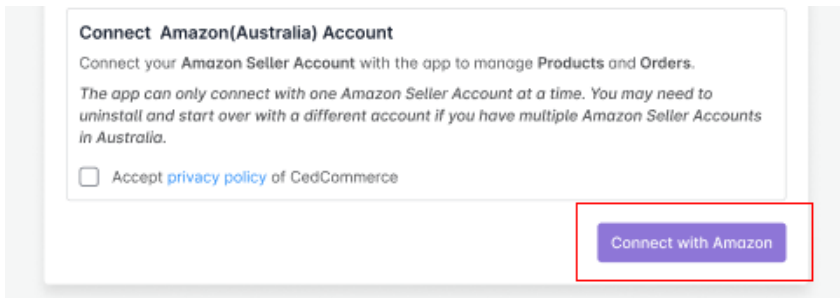 Connect Amazon(Australia) Account
Connect your Amazon Seller Account with the app to manage Products and Orders.
The app can only connect with one Amazon Seller Account at a time. You may need to
uninstall and start over with a different account if you have multiple Amazon Seller Accounts
in Australia.
Accept privacy policy of CedCommerce
Connect with Amazon